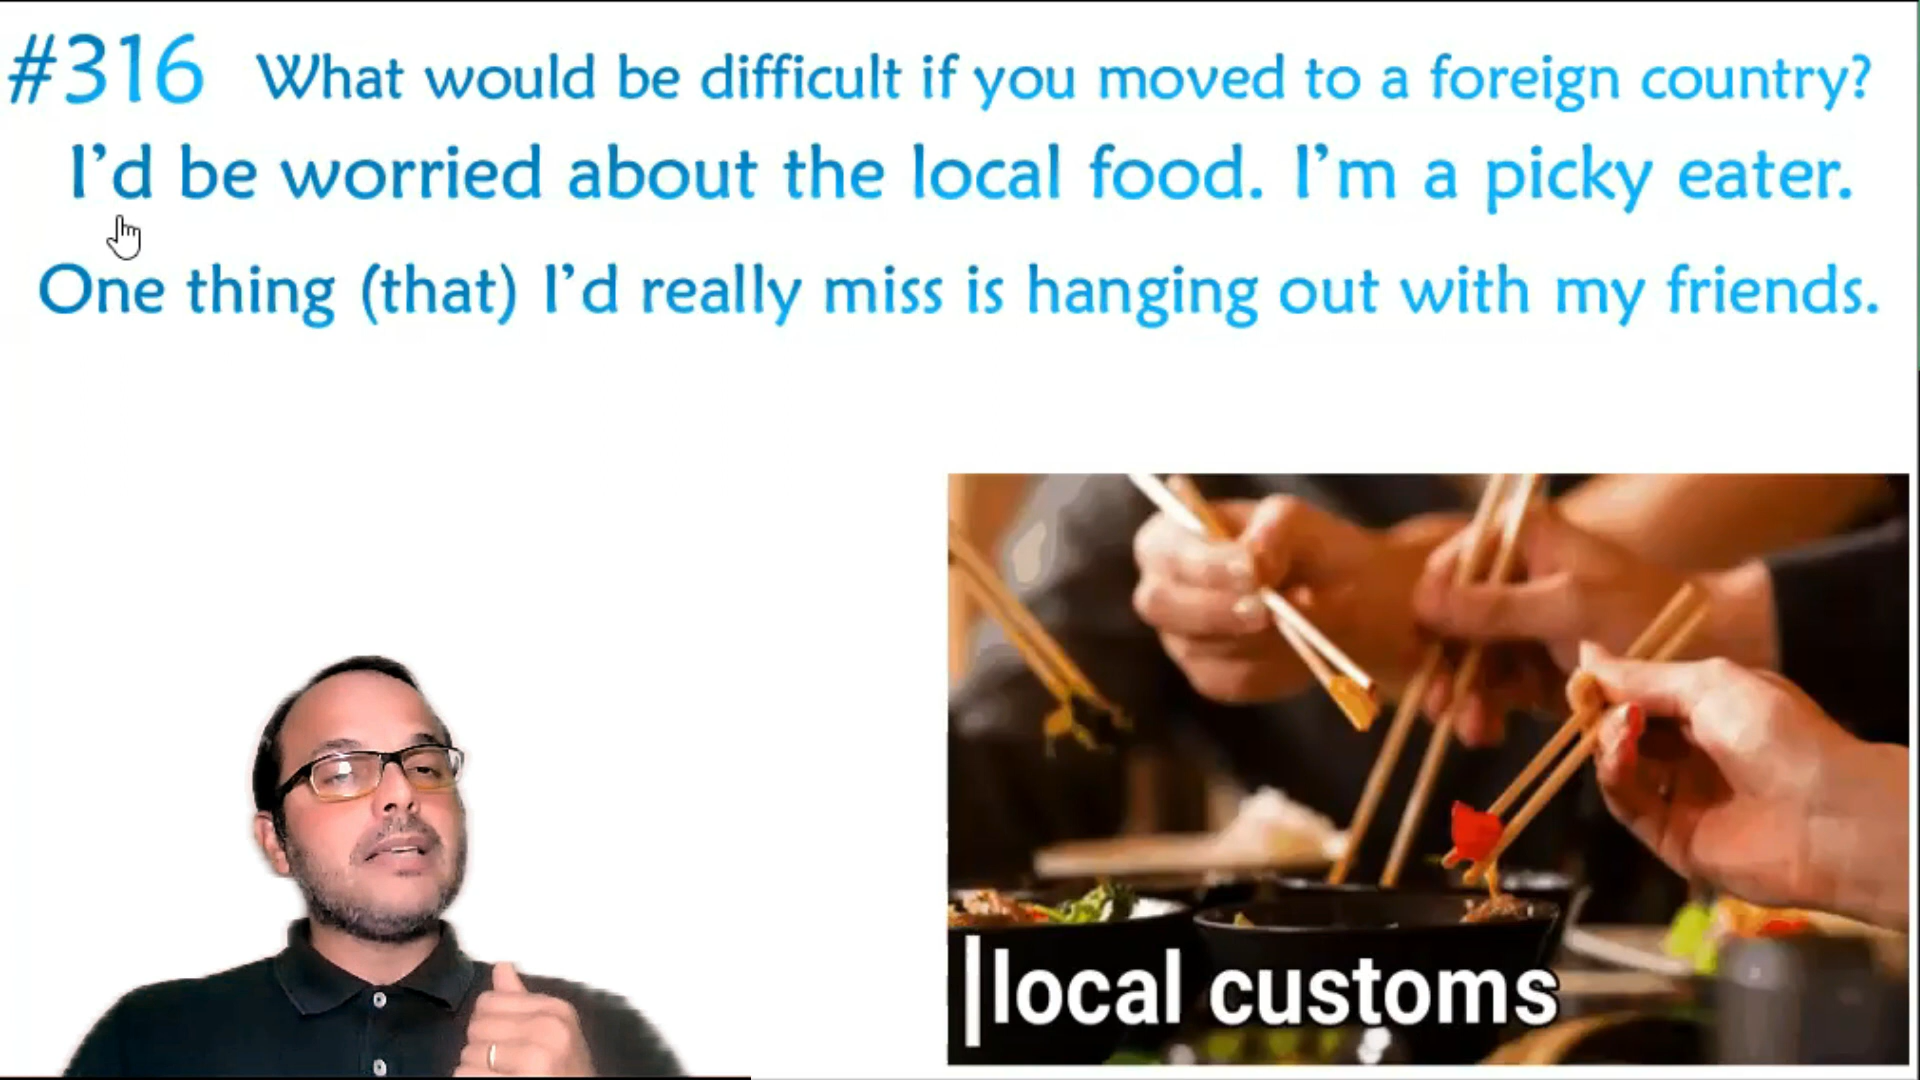 #316 What would be difficult if you moved to a foreign country?
I'd be worried about the local food. I'm a picky eater.
One thing (that) I'd really miss is hanging out with my friends.
local customs